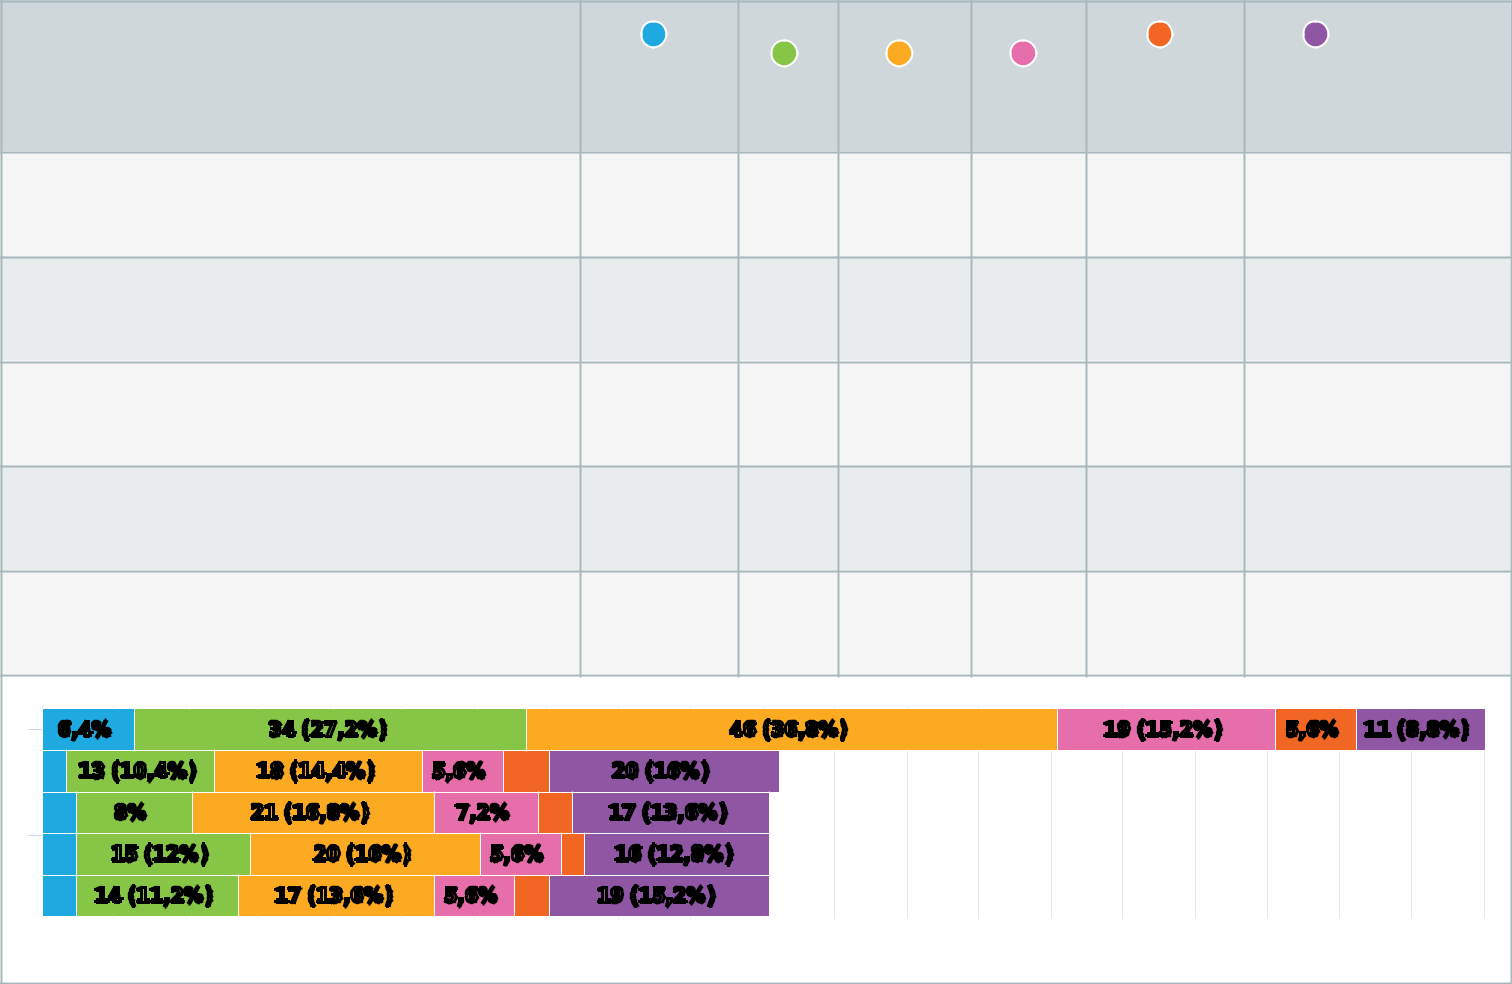 6,4% 34 (27,2%) 46 (36,8%) 19 (15,2%) 5,6% 11 (8,8%)
13 (10,4%) 18 (14,4%) 5,6% 20 (16%)
8% 21 (16,8%) 7,2% 17 (13,6%)
15 (12%) 20 (16%) 5,6% 16 (12,8%)
14 (11,2%) 17 (13,6%) 5,6% 19 (15,2%)